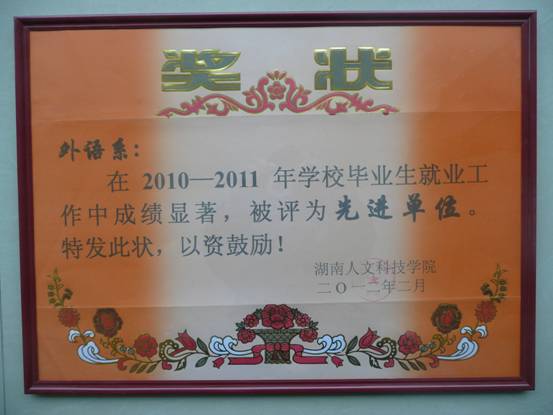 奖状
外语系：
在 2010—2011 年学校毕业生就业工
作中成绩显著，被评为先进单位。
特发此状，以资鼓励！
湖南人文科技学院
二〇一二年二月